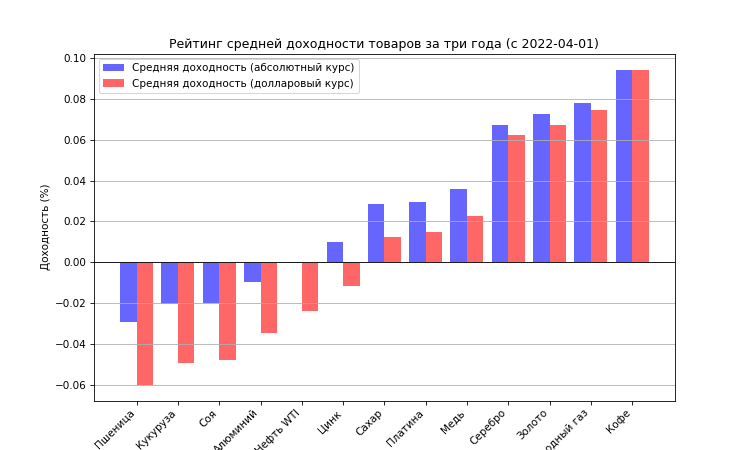 Рейтинг средней доходности товаров за три года (с 2022-04-01)
Средняя доходность (абсолютный курс)
Средняя доходность (долларовый курс)
Доходность (%)
0.10
0.08
0.06
0.04
0.02
0.00
−0.02
−0.04
−0.06
Пшеница
Кукуруза
Соя
Алюминий
Нефть WTI
Цинк
Сахар
Платина
Медь
Серебро
Золото
одный газ
Кофе